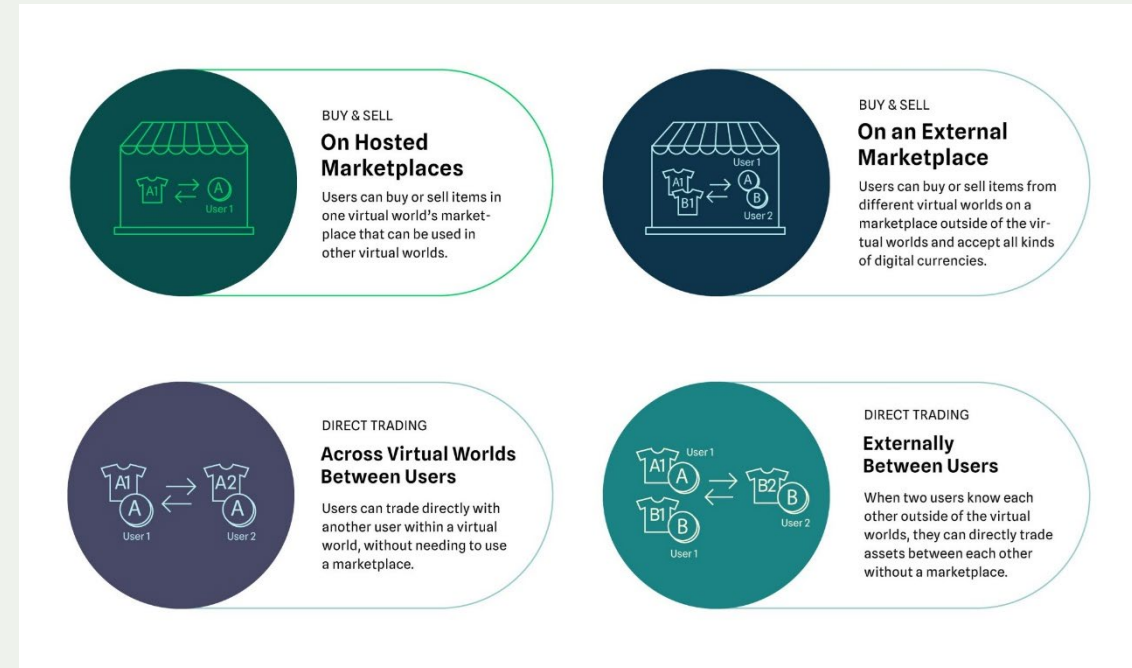 BUY & SELL
On Hosted
Marketplaces
Users can buy or sell items in
one virtual world's market-
place that can be used in
other virtual worlds.
A1
A
User 1
BUY & SELL
On an External
Marketplace
Users can buy or sell items from
different virtual worlds on a
marketplace outside of the vir-
tual worlds and accept all kinds
of digital currencies.
User 1
A1
A
B1
B
User 2
DIRECT TRADING
Across Virtual Worlds
Between Users
Users can trade directly with
another user within a virtual
world, without needing to use
a marketplace.
A1
A
User 1
A2
A
User 2
DIRECT TRADING
Externally
Between Users
When two users know each
other outside of the virtual
worlds, they can directly trade
assets between each other
without a marketplace.
User 1
A1
A
B1
B
User 1
B2
B
User 2